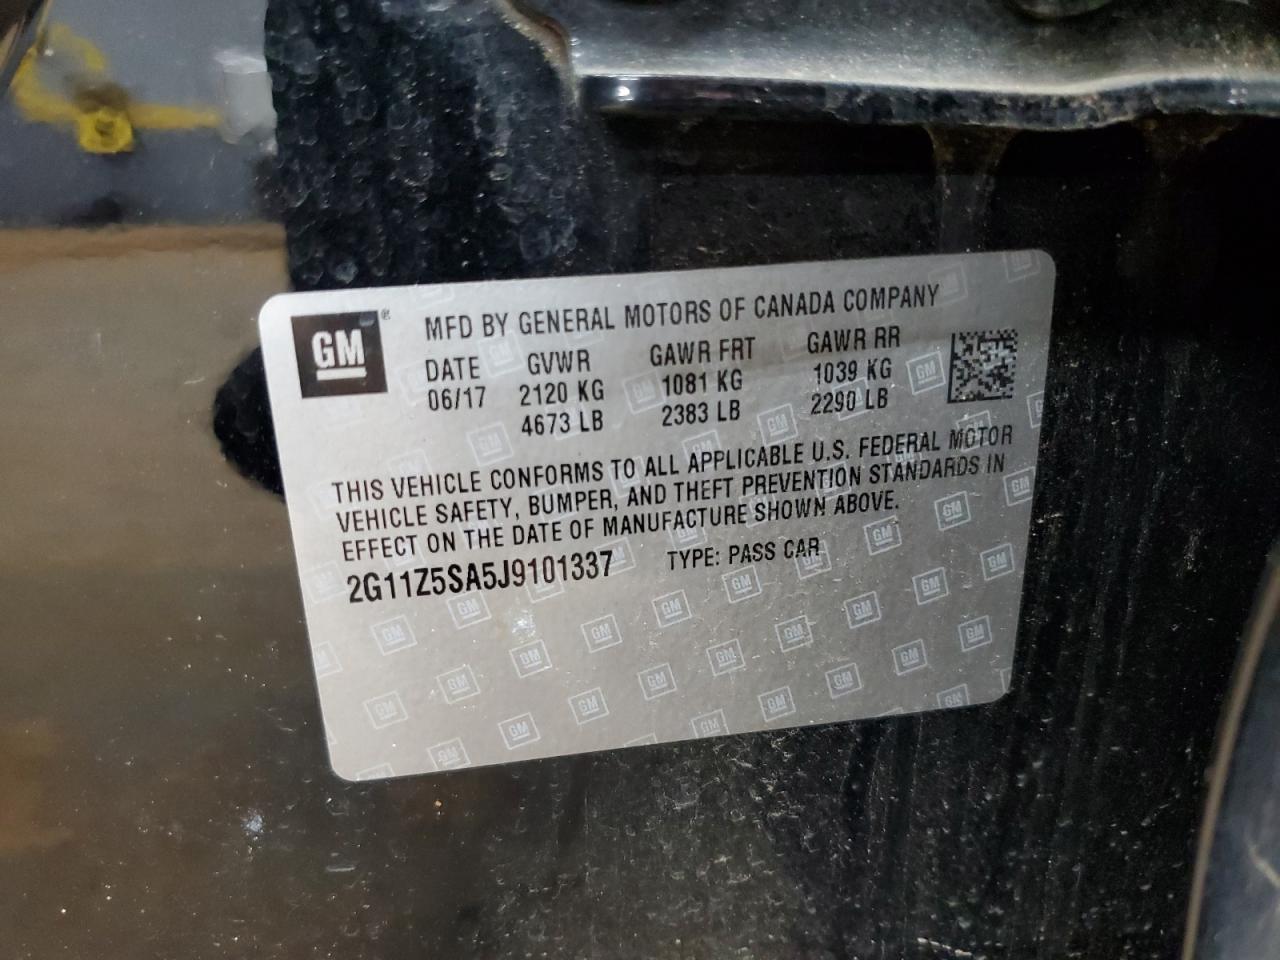 GM®
MFD BY GENERAL MOTORS OF CANADA COMPANY
DATE GVWR GAWR FRT GAWR RR
06/17 2120 KG 1081 KG 1039 KG
4673 LB 2383 LB 2290 LB
THIS VEHICLE CONFORMS TO ALL APPLICABLE U.S. FEDERAL MOTOR
VEHICLE SAFETY, BUMPER, AND THEFT PREVENTION STANDARDS IN
EFFECT ON THE DATE OF MANUFACTURE SHOWN ABOVE.
2G11Z5SA5J9101337 TYPE: PASS CAR